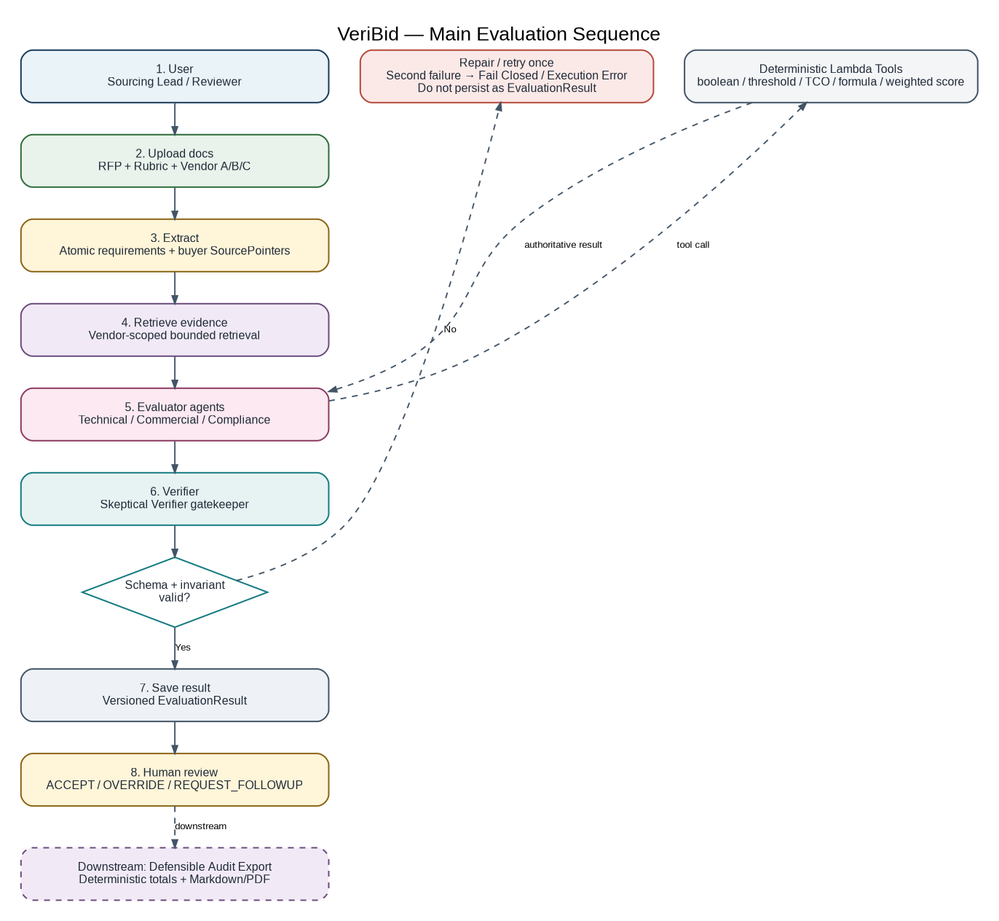 VeriBid — Main Evaluation Sequence
1. User
Sourcing Lead / Reviewer
Repair / retry once
Second failure → Fail Closed / Execution Error
Do not persist as EvaluationResult
Deterministic Lambda Tools
boolean / threshold / TCO / formula / weighted score
2. Upload docs
RFP + Rubric + Vendor A/B/C
3. Extract
Atomic requirements + buyer SourcePointers
authoritative result
tool call
4. Retrieve evidence
Vendor-scoped bounded retrieval
No
5. Evaluator agents
Technical / Commercial / Compliance
6. Verifier
Skeptical Verifier gatekeeper
Schema + invariant
valid?
Yes
7. Save result
Versioned EvaluationResult
8. Human review
ACCEPT / OVERRIDE / REQUEST_FOLLOWUP
downstream
Downstream: Defensible Audit Export
Deterministic totals + Markdown/PDF